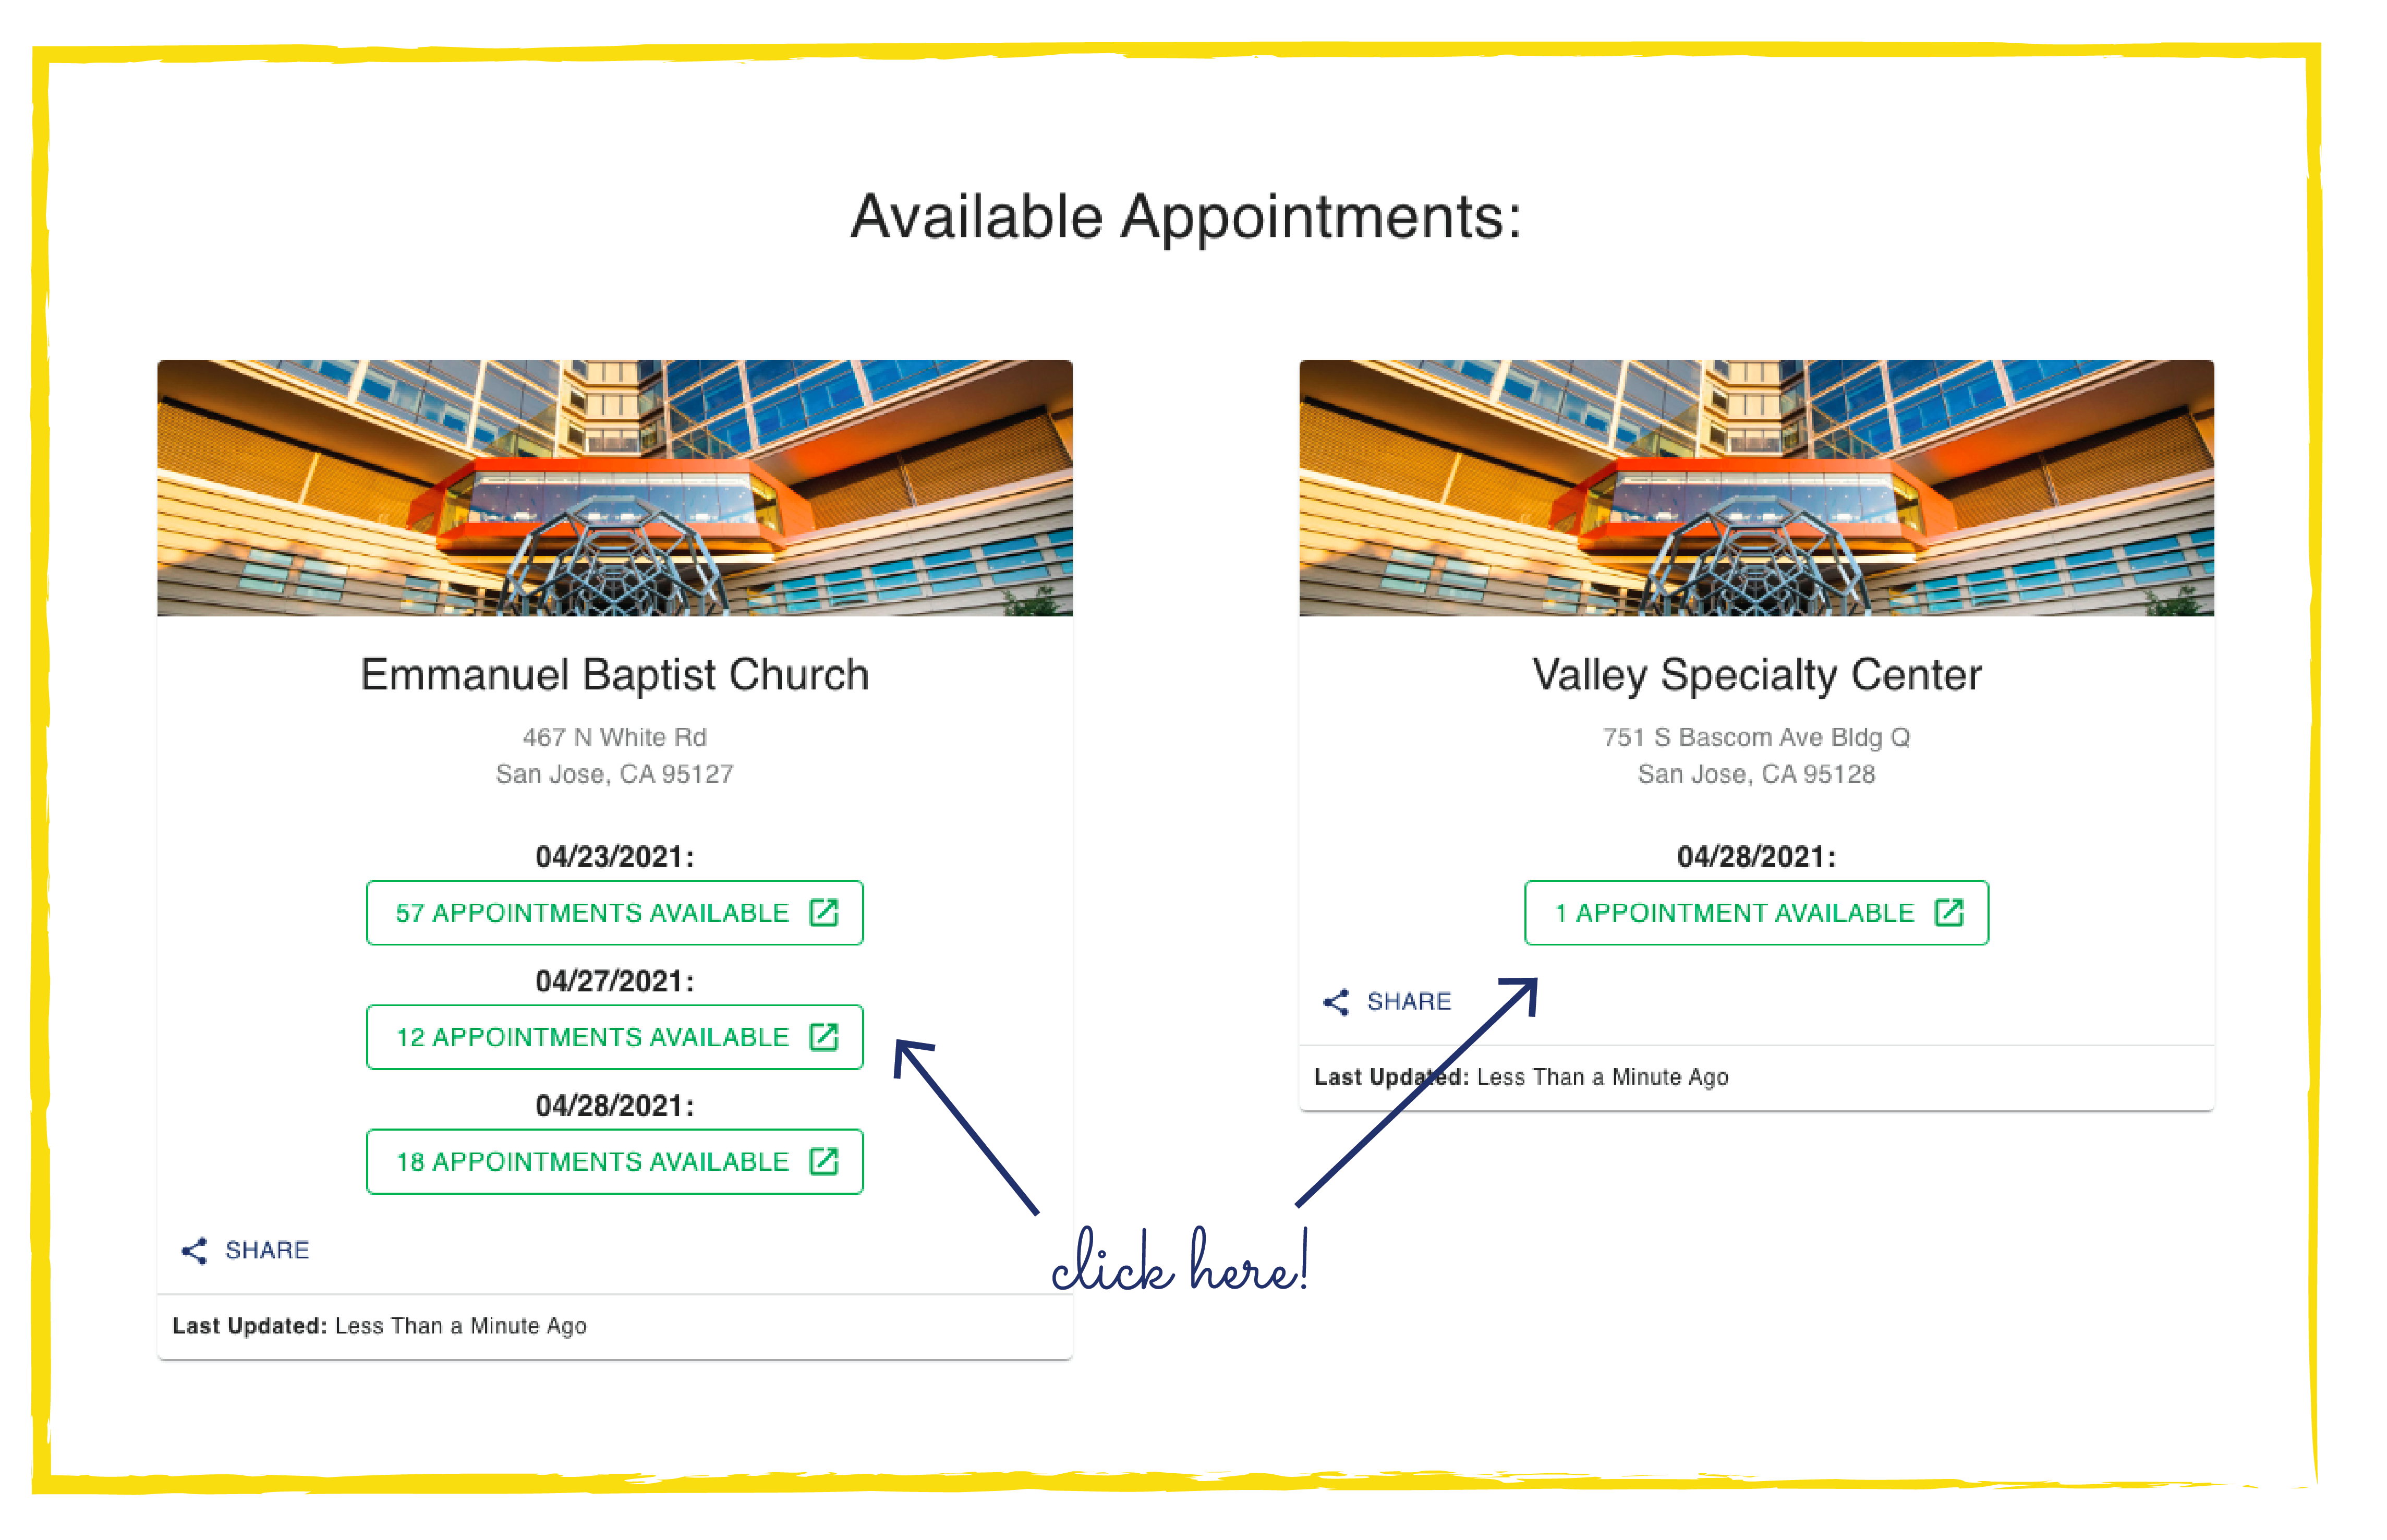 Available Appointments:
Emmanuel Baptist Church
467 N White Rd
San Jose, CA 95127
04/23/2021:
57 APPOINTMENTS AVAILABLE
04/27/2021:
12 APPOINTMENTS AVAILABLE
04/28/2021:
18 APPOINTMENTS AVAILABLE
SHARE
Last Updated: Less Than a Minute Ago
Valley Specialty Center
751 S Bascom Ave Bldg Q
San Jose, CA 95128
04/28/2021:
1 APPOINTMENT AVAILABLE
SHARE
Last Updated: Less Than a Minute Ago
click here!